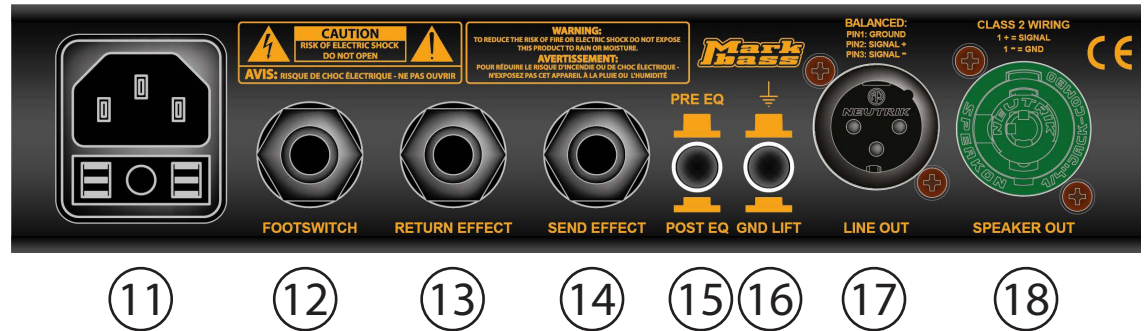 CAUTION
RISK OF ELECTRIC SHOCK
DO NOT OPEN
AVIS: RISQUE DE CHOC ÉLECTRIQUE - NE PAS OUVRIR
WARNING:
TO REDUCE THE RISK OF FIRE OR ELECTRIC SHOCK DO NOT EXPOSE
THIS PRODUCT TO RAIN OR MOISTURE.
AVERTISSEMENT:
POUR RÉDUIRE LE RISQUE D'INCENDIE OU DE CHOC ÉLECTRIQUE -
N'EXPOSEZ PAS CET APPAREIL À LA PLUIE OU L'HUMIDITÉ
Mark
bass
BALANCED:
PIN1: GROUND
PIN2: SIGNAL +
PIN3: SIGNAL -
CLASS 2 WIRING
1 + = SIGNAL
1 - = GND
CE
PRE EQ
NEUTRIK
NEUTRIK
SPEAKON
1/4" JACK
K-COMBO
FOOTSWITCH
RETURN EFFECT
SEND EFFECT
POST EQ
GND LIFT
LINE OUT
SPEAKER OUT
11
12
13
14
15
16
17
18